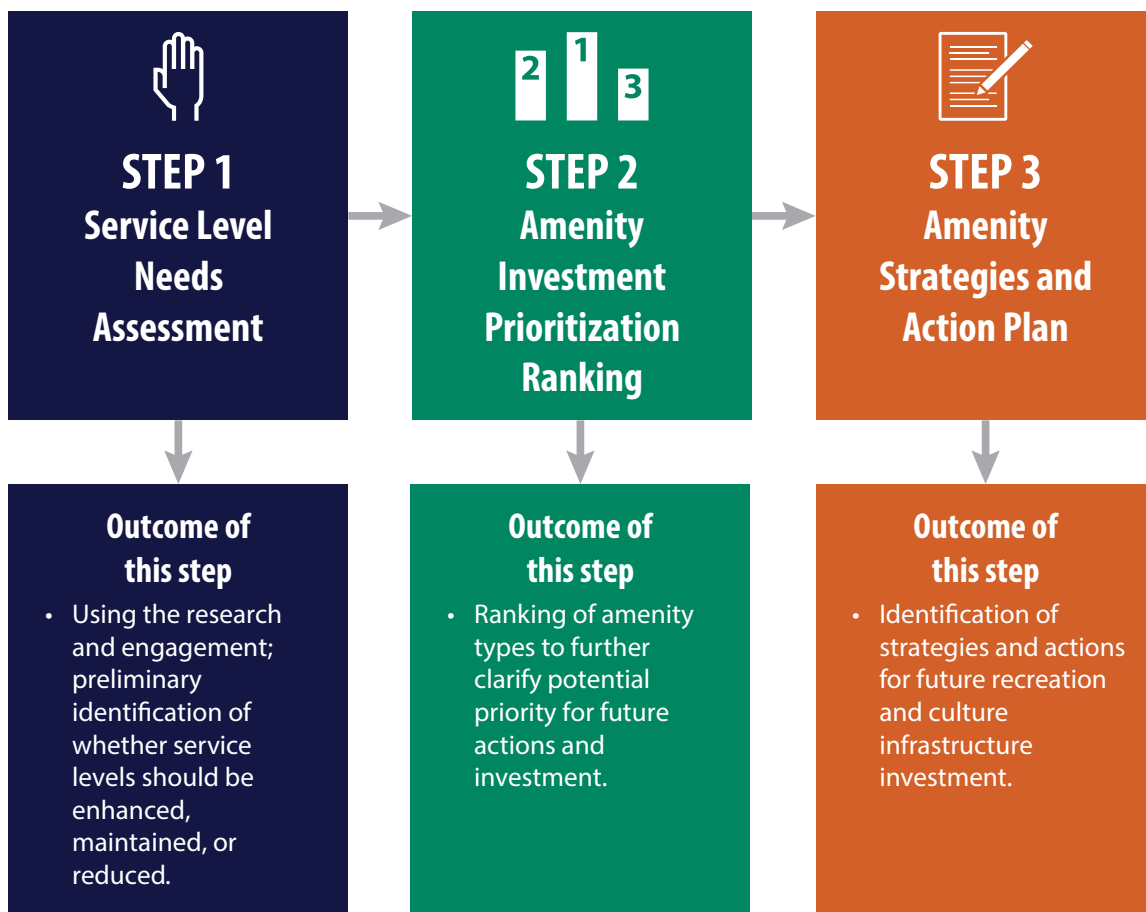 STEP 1
Service Level
Needs
Assessment
2
1
3
STEP 2
Amenity
Investment
Prioritization
Ranking
STEP 3
Amenity
Strategies and
Action Plan
Outcome of
this step
• Using the research
and engagement;
preliminary
identification of
whether service
levels should be
enhanced,
maintained, or
reduced.
Outcome of
this step
• Ranking of amenity
types to further
clarify potential
priority for future
actions and
investment.
Outcome of
this step
• Identification of
strategies and actions
for future recreation
and culture
infrastructure
investment.